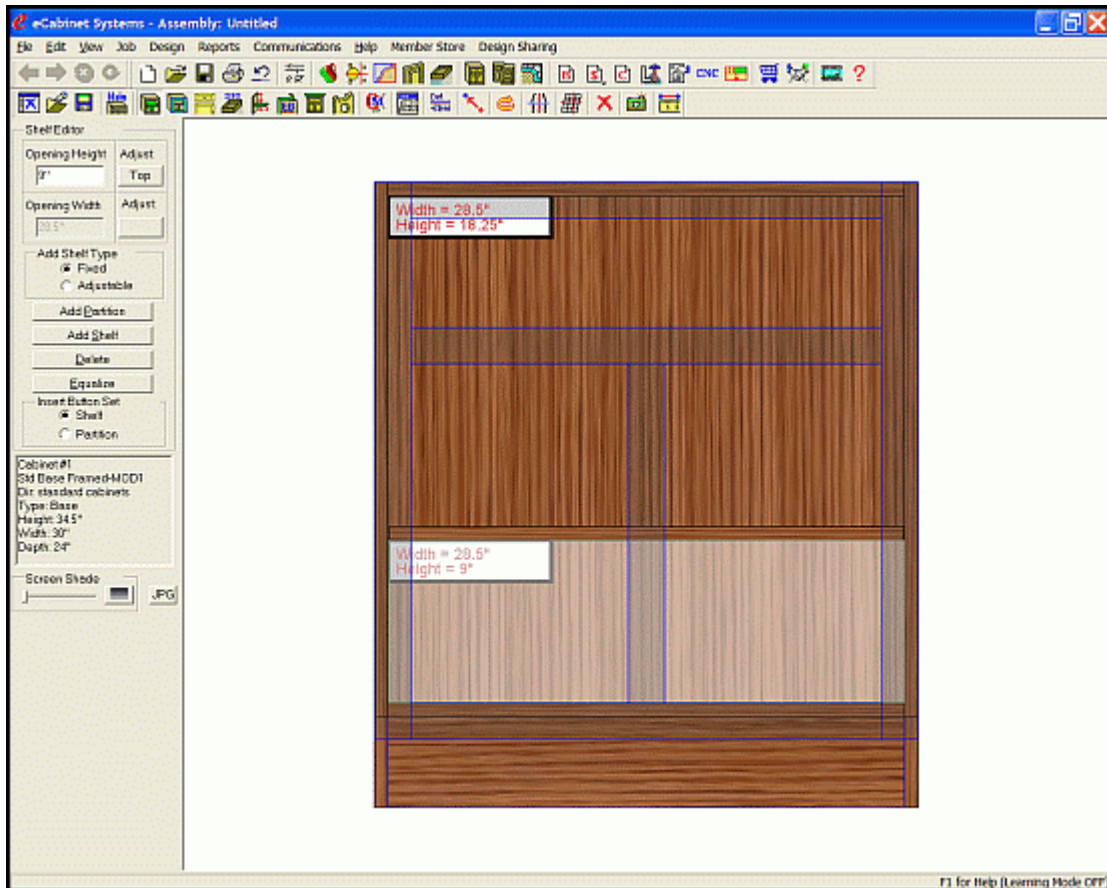 eCabinet Systems - Assembly: Untitled
File Edit View Job Design Reports Communications Help Member Store Design Sharing
CNC
Shelf Editor
Opening Height Adjust
9" Top
Opening Width Adjust
28.5"
Add Shelf Type
Fixed
Adjustable
Add Partition
Add Shelf
Delete
Equalize
Insert Button Set
Shelf
Partition
Cabinet #1
Std Base Framed-MOD1
Dir: standard cabinets
Type: Base
Height: 34.5"
Width: 30"
Depth: 24"
Screen Shade
JPG
Width = 28.5"
Height = 18.25"
Width = 28.5"
Height = 9"
F1 for Help (Learning Mode OFF)